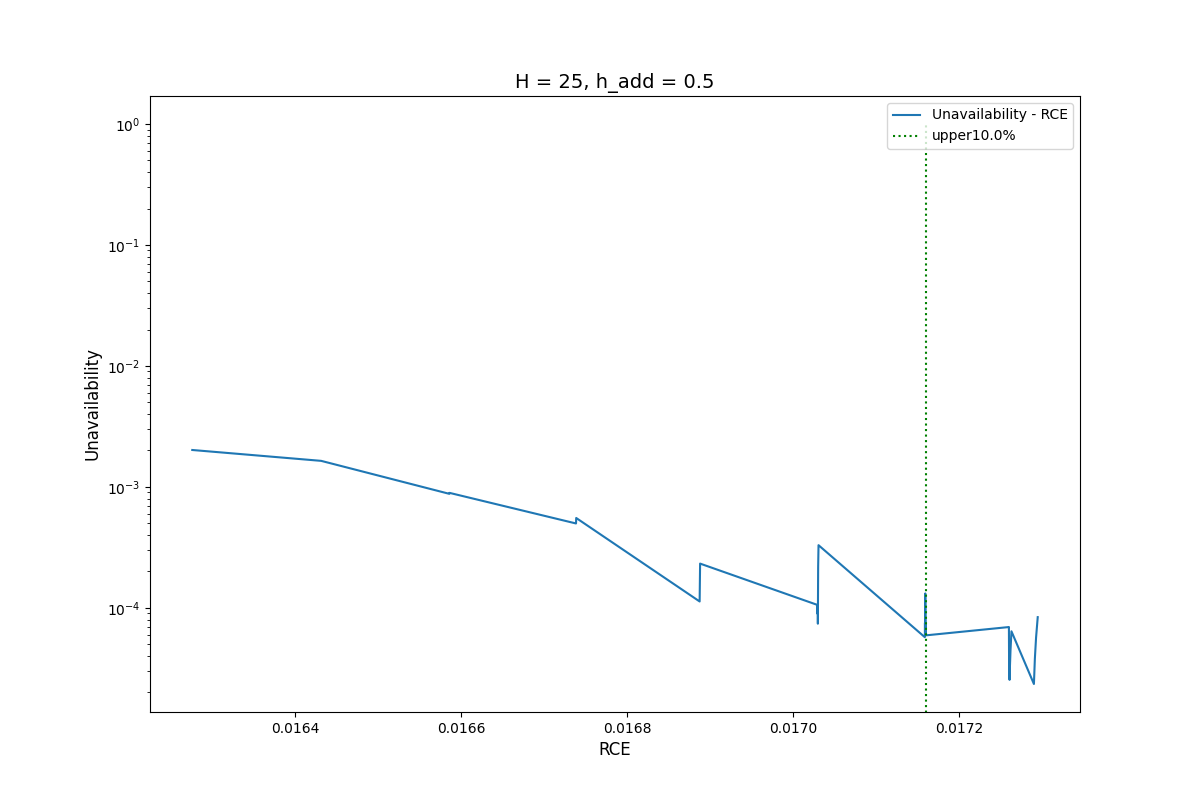 H = 25, h_add = 0.5
Unavailability - RCE
upper10.0%
Unavailability
10⁰
10⁻¹
10⁻²
10⁻³
10⁻⁴
0.0164
0.0166
0.0168
0.0170
0.0172
RCE